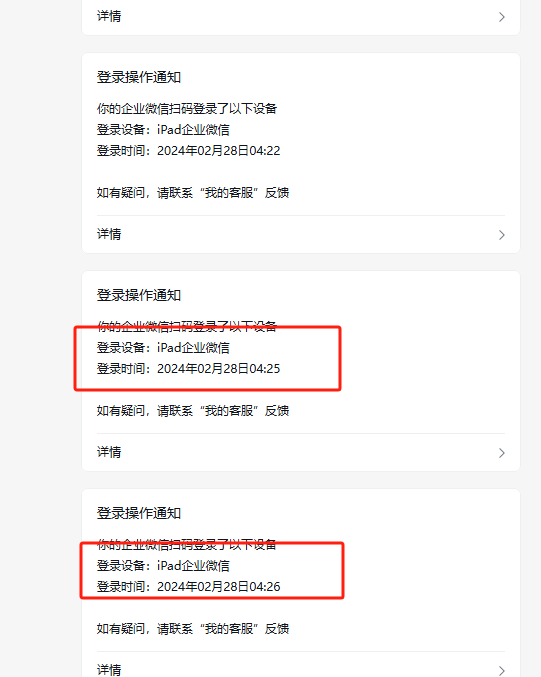 详情
登录操作通知
你的企业微信扫码登录了以下设备
登录设备：iPad企业微信
登录时间：2024年02月28日04:22
如有疑问，请联系“我的客服”反馈
详情
登录操作通知
你的企业微信扫码登录了以下设备
登录设备：iPad企业微信
登录时间：2024年02月28日04:25
如有疑问，请联系“我的客服”反馈
详情
登录操作通知
你的企业微信扫码登录了以下设备
登录设备：iPad企业微信
登录时间：2024年02月28日04:26
如有疑问，请联系“我的客服”反馈
详情